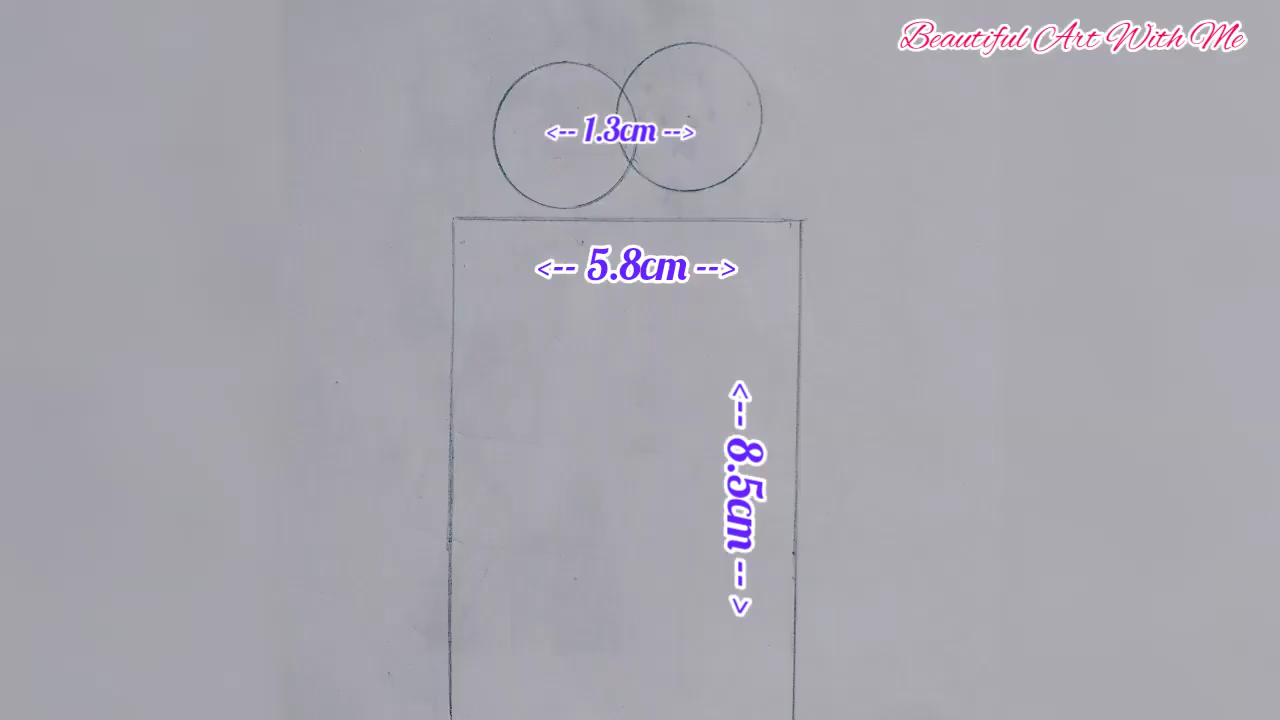 Beautiful Art With Me
<-- 1.3cm -->
<-- 5.8cm -->
<-- 8.5cm -->